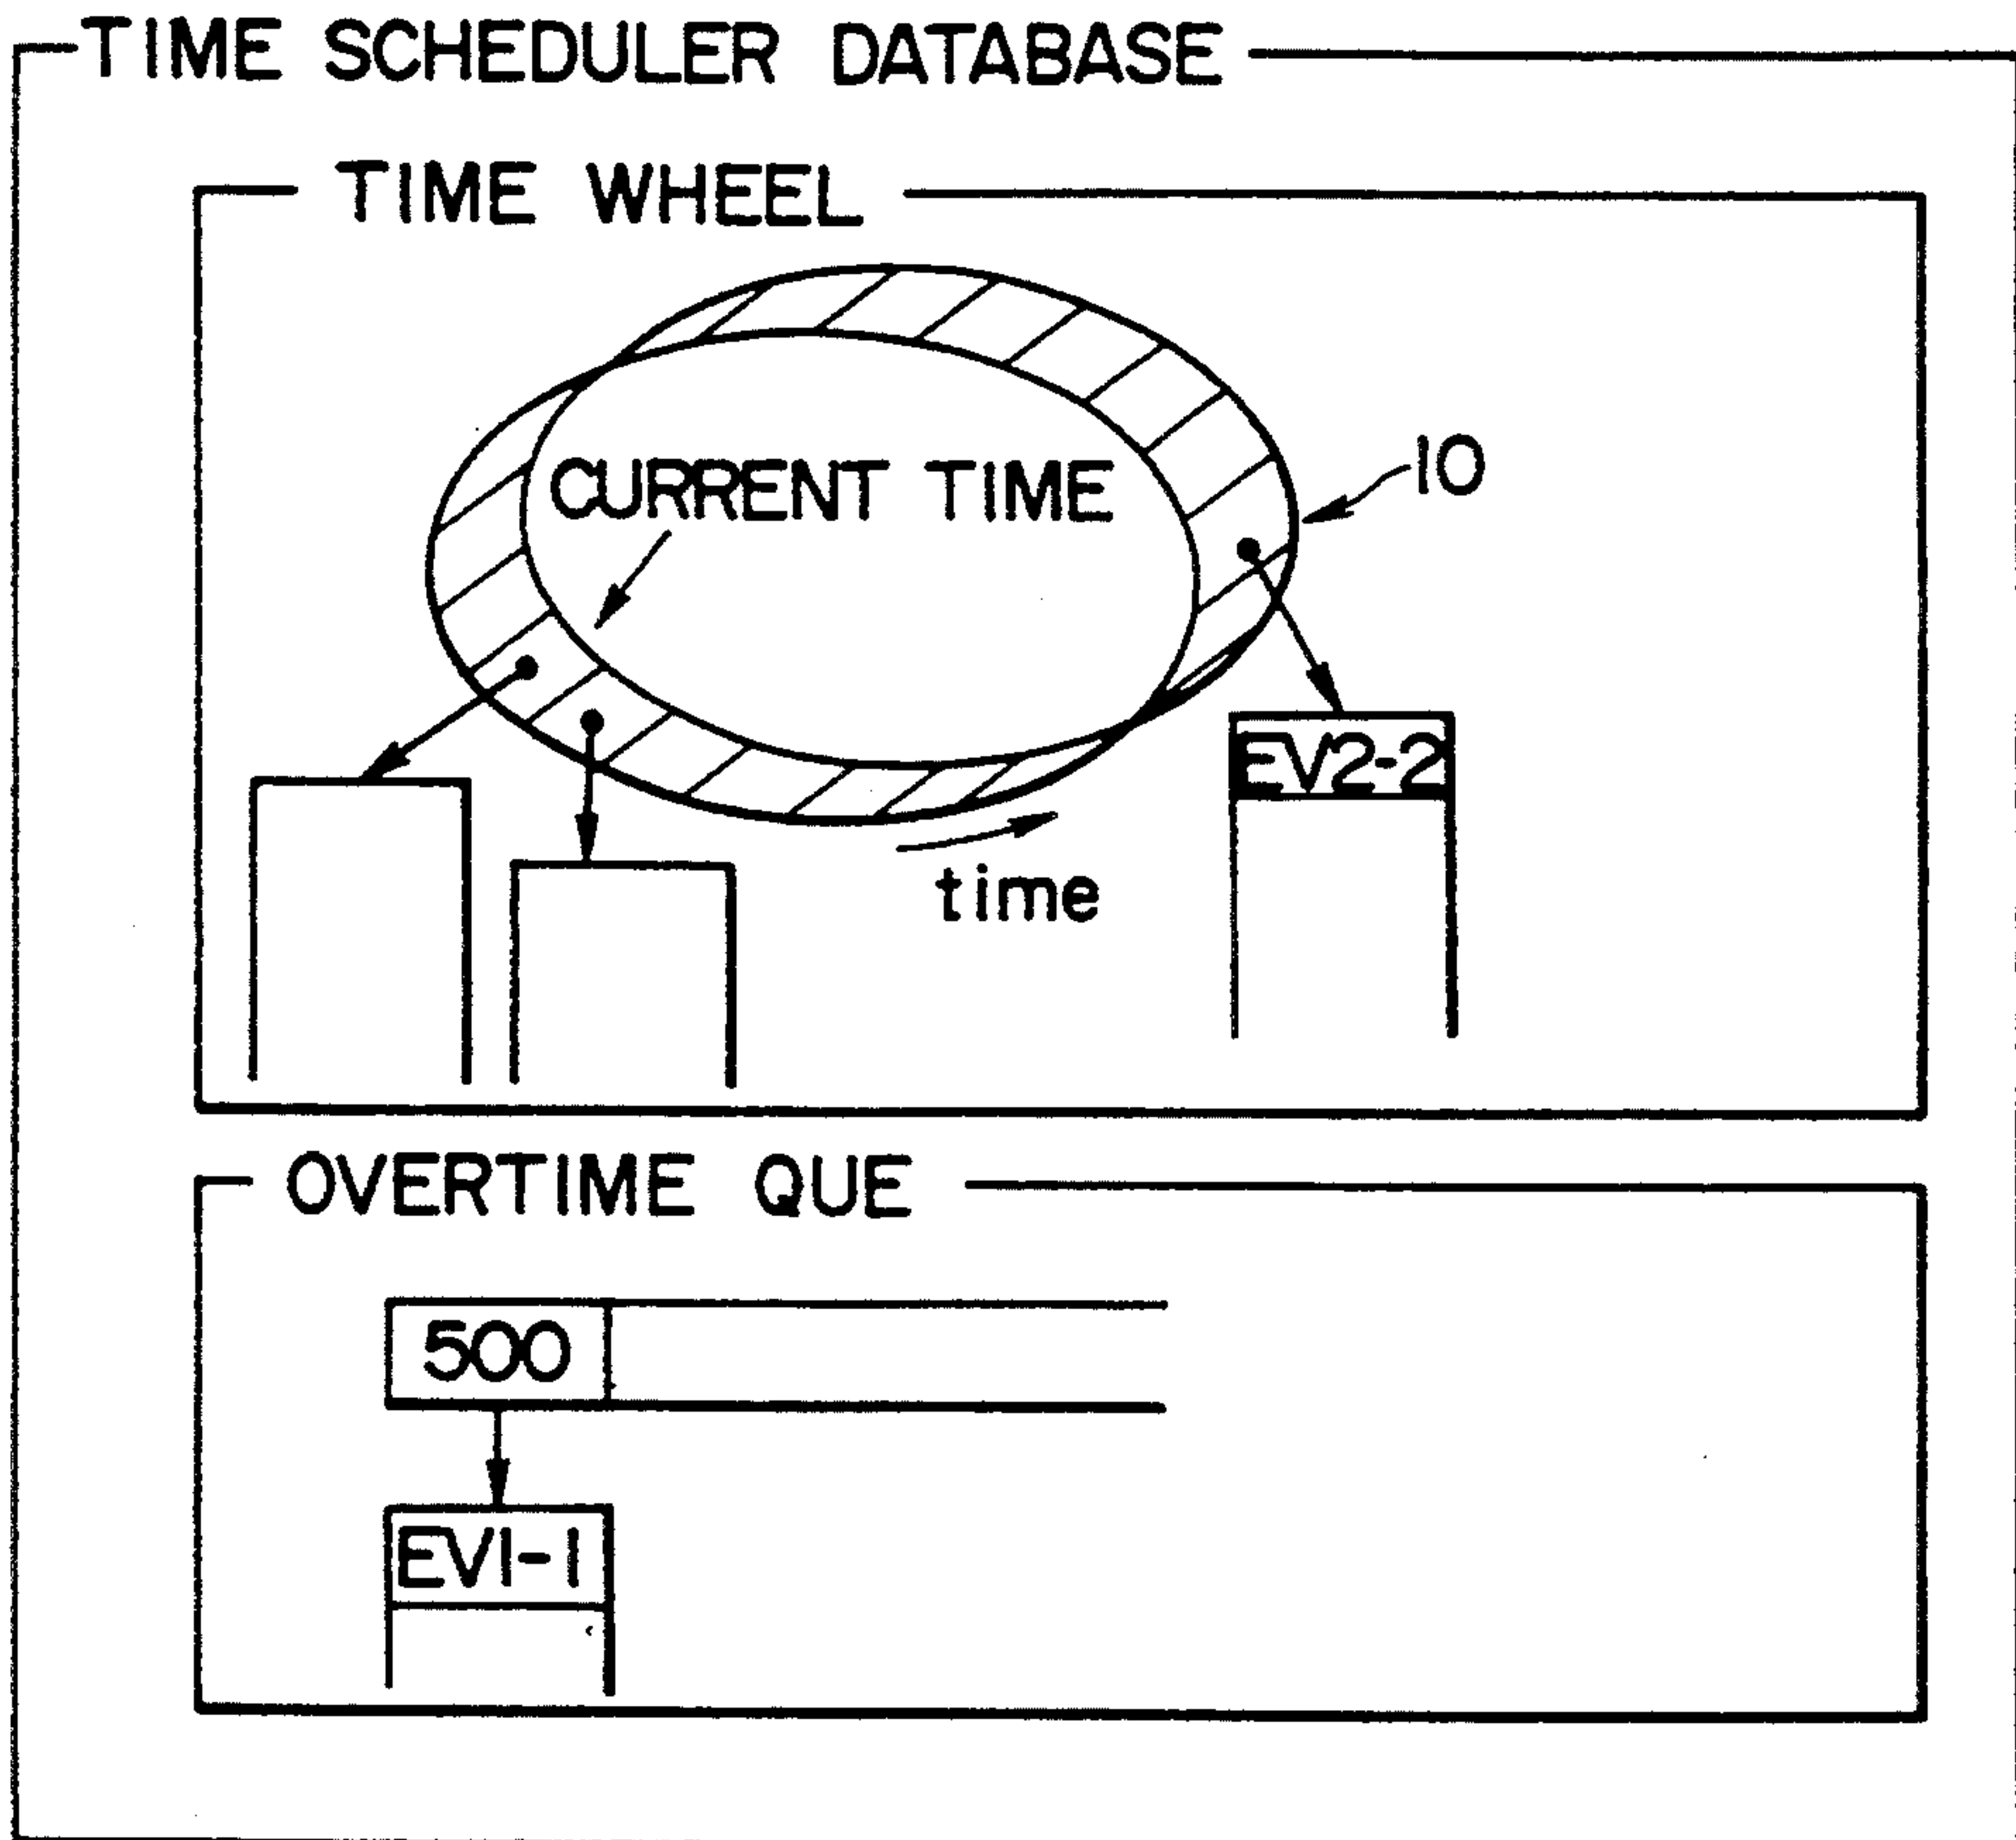 TIME SCHEDULER DATABASE
TIME WHEEL
CURRENT TIME
10
EV2-2
time
OVERTIME QUE
500
EV1-1